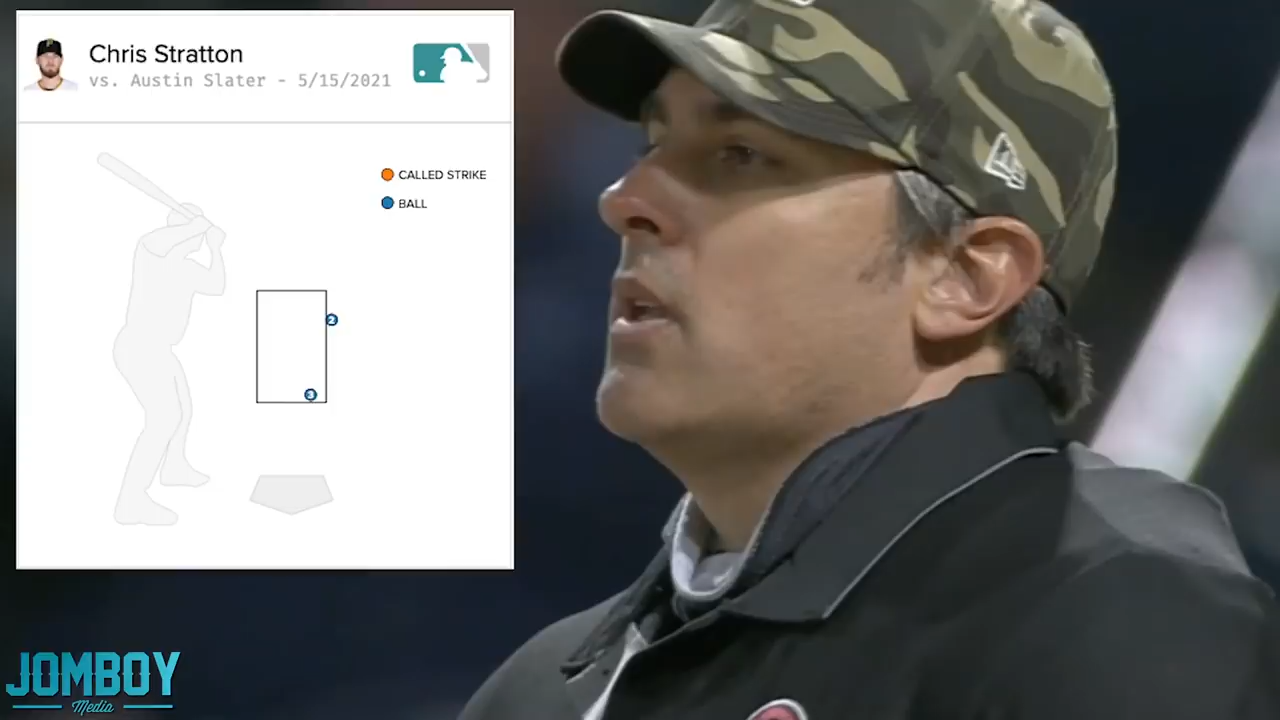 Chris Stratton
vs. Austin Slater - 5/15/2021
CALLED STRIKE
BALL
2
3
JOMBOY
Media